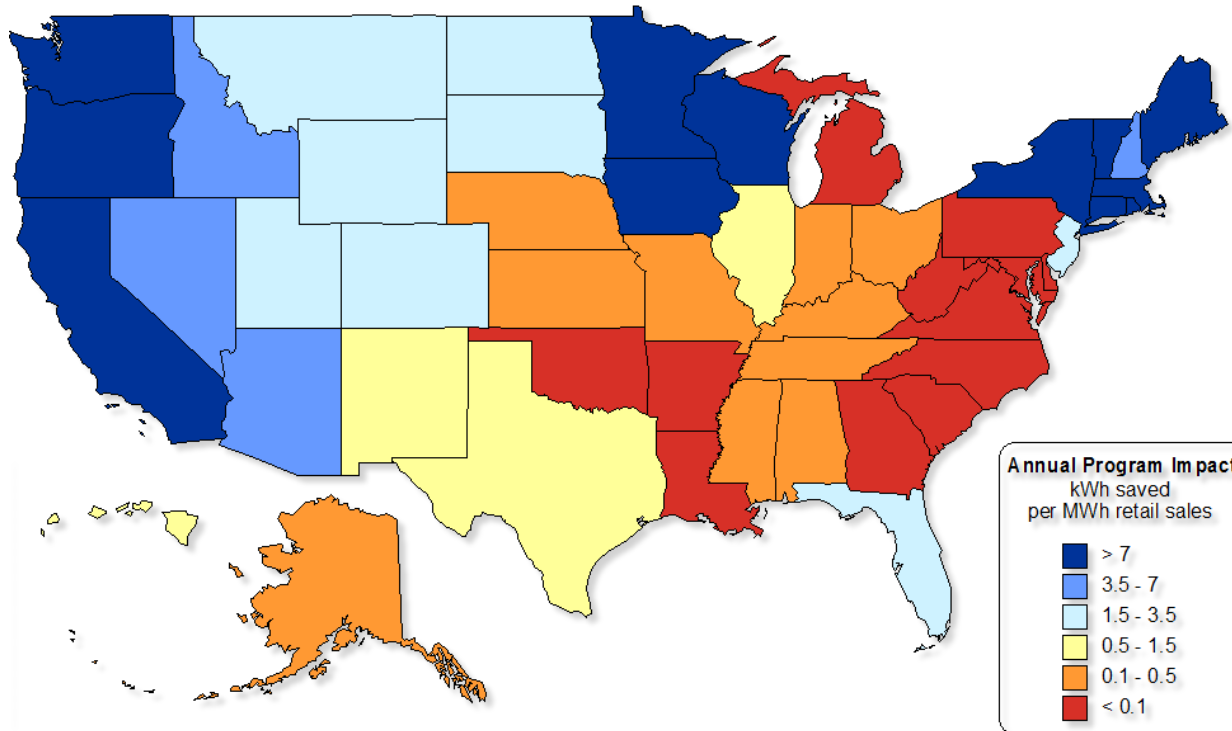 Annual Program Impact
kWh saved
per MWh retail sales
> 7
3.5 - 7
1.5 - 3.5
0.5 - 1.5
0.1 - 0.5
< 0.1